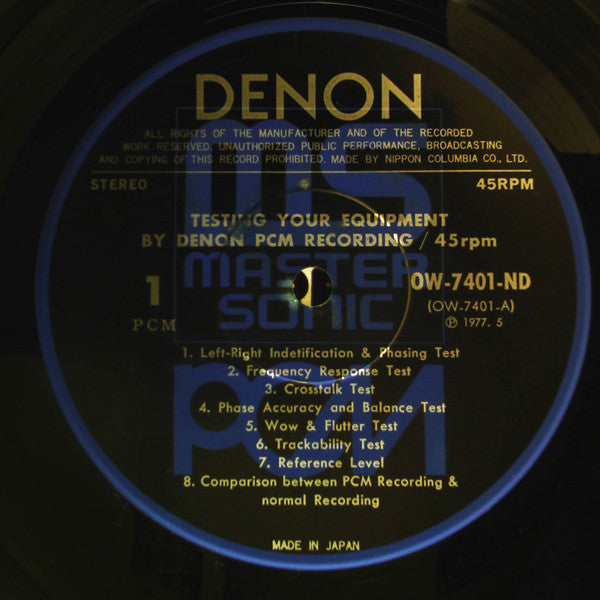 DENON
ALL RIGHTS OF THE MANUFACTURER AND OF THE RECORDED
WORK RESERVED, UNAUTHORIZED PUBLIC PERFORMANCE, BROADCASTING
AND COPYING OF THIS RECORD PROHIBITED. MADE BY NIPPON COLUMBIA CO., LTD.
STEREO 45RPM
MS
TESTING YOUR EQUIPMENT
BY DENON PCM RECORDING / 45rpm
MASTER
SONIC
1
PCM
OW-7401-ND
(OW-7401-A)
Ⓟ 1977. 5
PCM
1. Left-Right Indetification & Phasing Test
2. Frequency Response Test
3. Crosstalk Test
4. Phase Accuracy and Balance Test
5. Wow & Flutter Test
6. Trackability Test
7. Reference Level
8. Comparison between PCM Recording &
normal Recording
MADE IN JAPAN